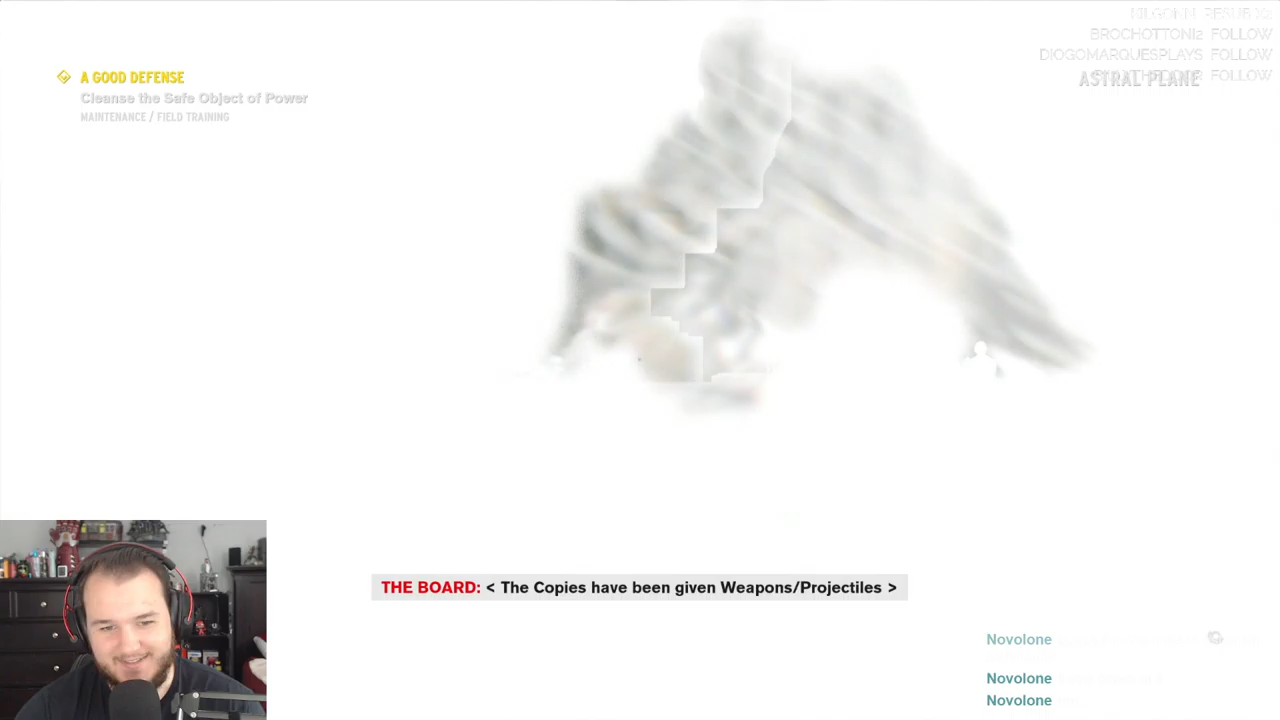 A GOOD DEFENSE
Cleanse the Safe Object of Power
MAINTENANCE / FIELD TRAINING
BROCHOTTONI2 FOLLOW
DIOGOMARQUESPLAYS FOLLOW
FOLLOW
ASTRAL PLANE
THE BOARD: < The Copies have been given Weapons/Projectiles >
Novolone
Novolone
Novolone